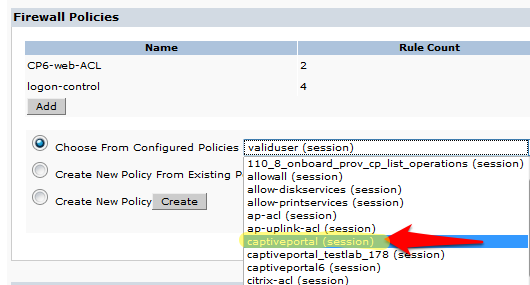 Firewall Policies
Name Rule Count
CP6-web-ACL 2
logon-control 4
Add
Choose From Configured Policies validuser (session)
110_8_onboard_prov_cp_list_operations (session)
Create New Policy From Existing P allowall (session)
allow-diskservices (session)
Create New Policy Create allow-printservices (session)
ap-acl (session)
ap-uplink-acl (session)
captiveportal (session)
captiveportal_testlab_178 (session)
captiveportal6 (session)
citrix-acl (session)